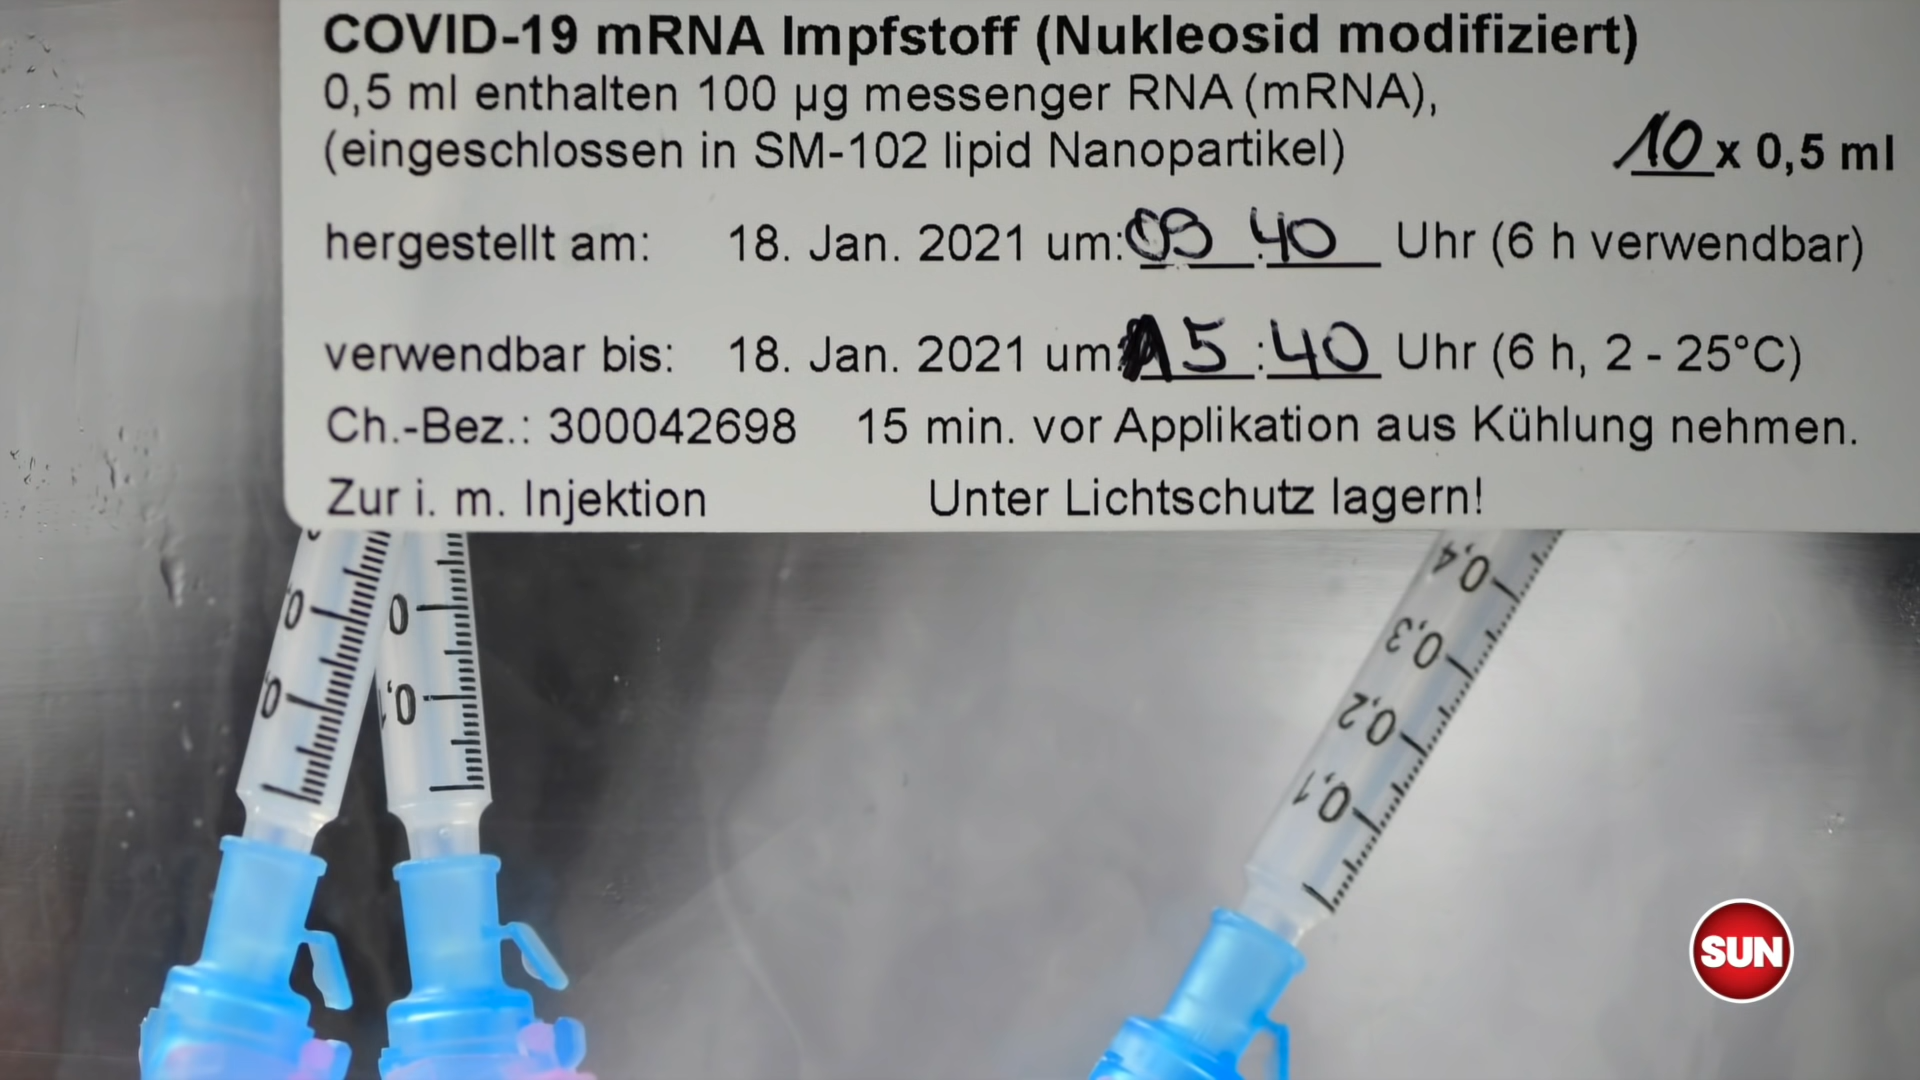 COVID-19 mRNA Impfstoff (Nukleosid modifiziert)
0,5 ml enthalten 100 µg messenger RNA (mRNA),
(eingeschlossen in SM-102 lipid Nanopartikel) 10 x 0,5 ml
hergestellt am: 18. Jan. 2021 um: 09:40 Uhr (6 h verwendbar)
verwendbar bis: 18. Jan. 2021 um: 15:40 Uhr (6 h, 2 - 25°C)
Ch.-Bez.: 300042698 15 min. vor Applikation aus Kühlung nehmen.
Zur i. m. Injektion Unter Lichtschutz lagern!
0,4
0,3
0,2
0,1
0,1
SUN